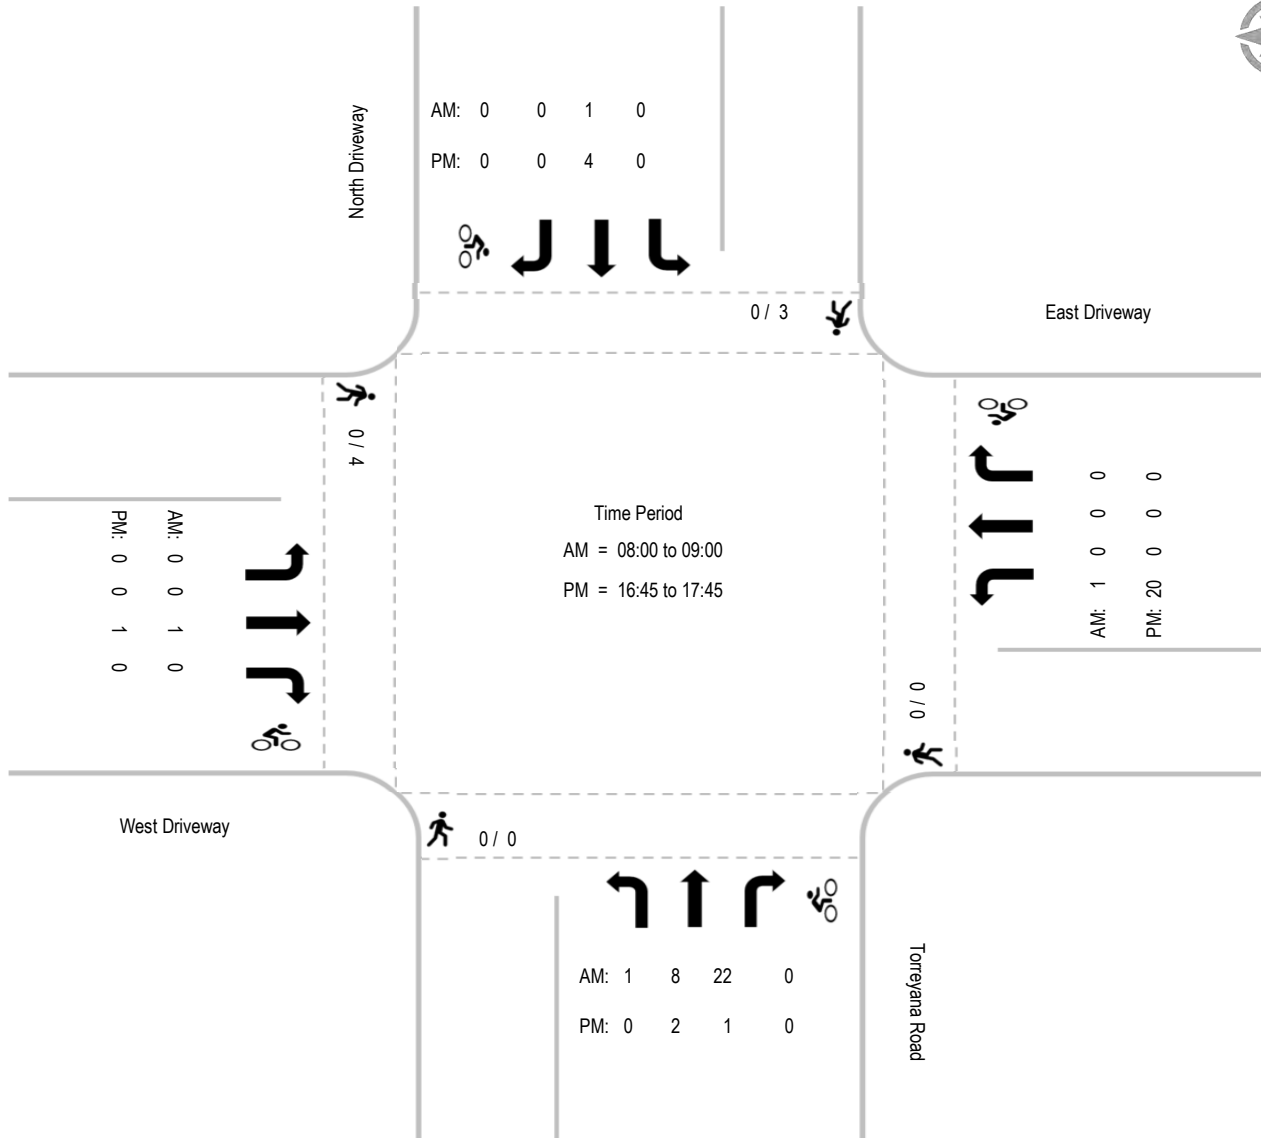 North Driveway
AM: 0 0 1 0
PM: 0 0 4 0
0 / 3
East Driveway
0 / 4
AM: 1 0 0 0
PM: 20 0 0 0
Time Period
AM = 08:00 to 09:00
PM = 16:45 to 17:45
AM: 0 0 1 0
PM: 0 0 1 0
0 / 0
West Driveway
0 / 0
AM: 1 8 22 0
PM: 0 2 1 0
Torreyana Road